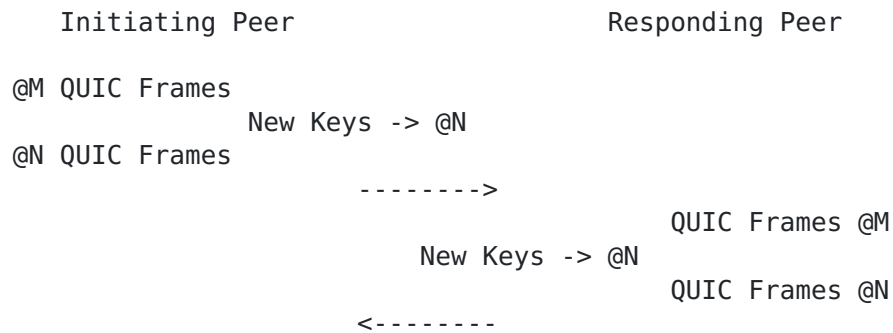 Initiating Peer                    Responding Peer
@M QUIC Frames
New Keys -> @N
@N QUIC Frames
-------->
QUIC Frames @M
New Keys -> @N
QUIC Frames @N
<--------